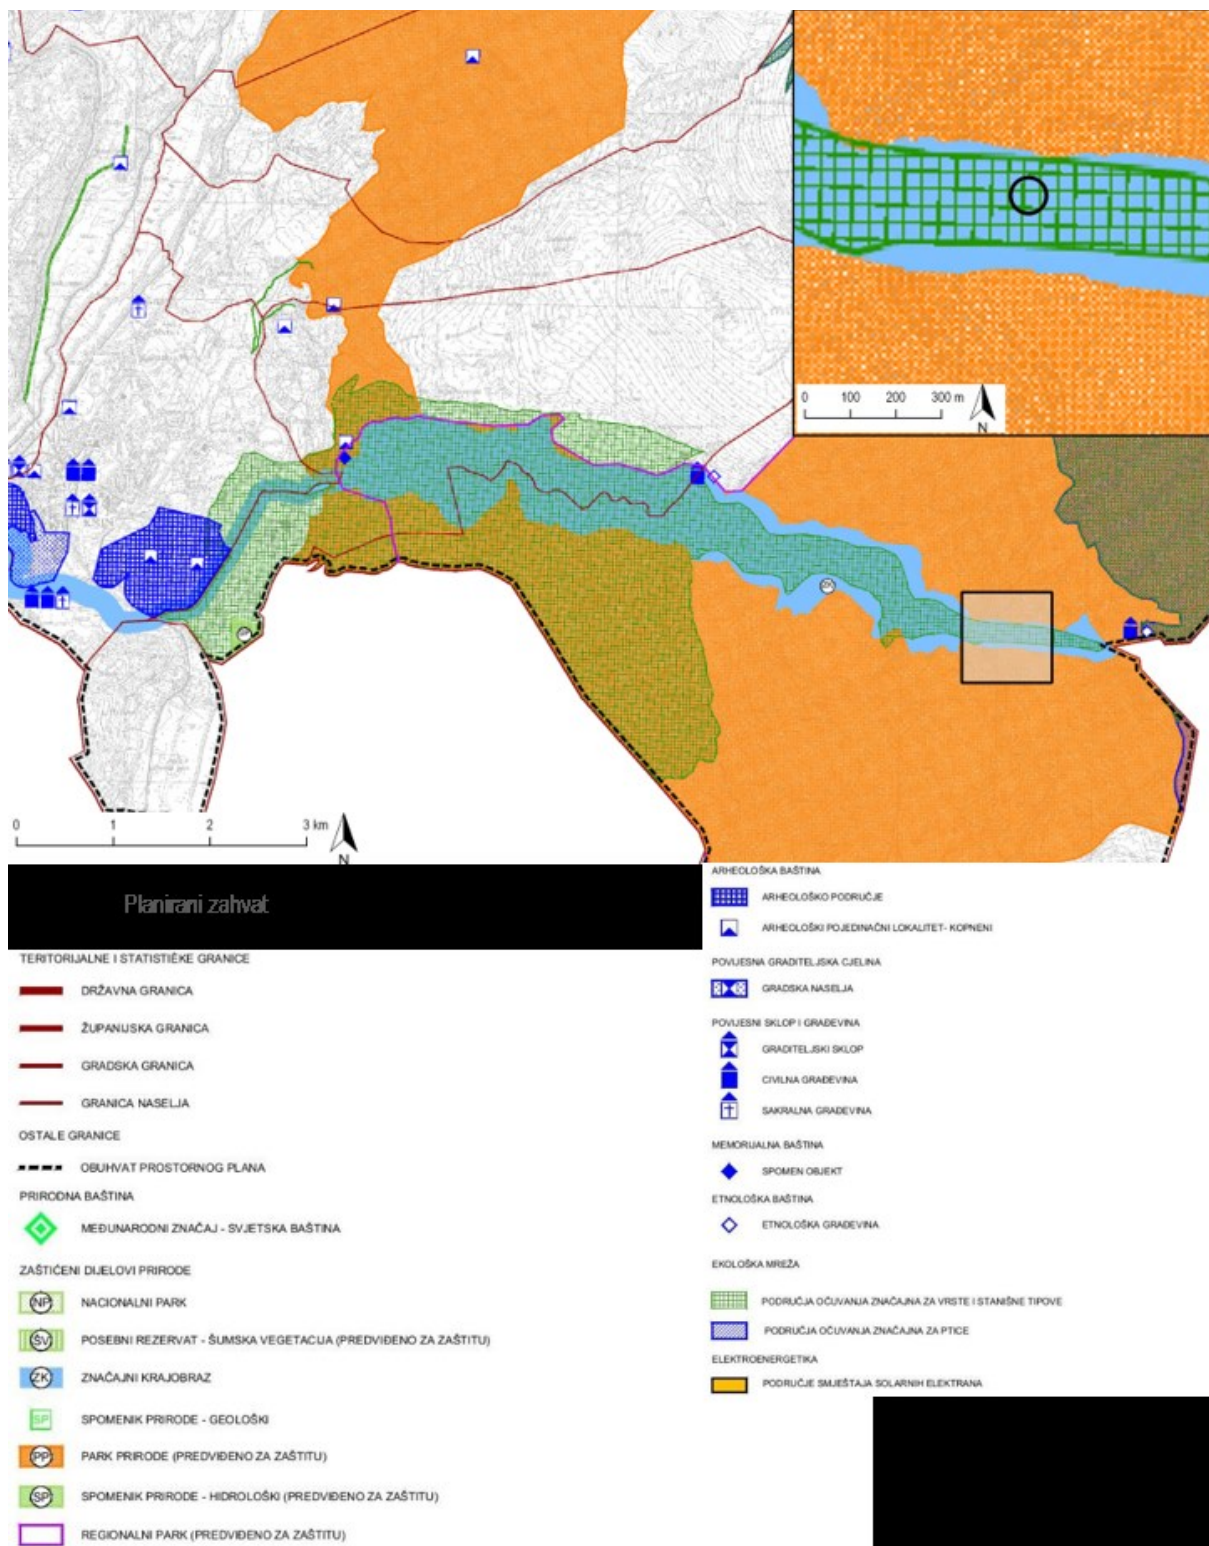 0 100 200 300 m
N
ZK
SP
0 1 2 3 km
N
Planirani zahvat
TERITORIJALNE I STATISTIČKE GRANICE
DRŽAVNA GRANICA
ŽUPANIJSKA GRANICA
GRADSKA GRANICA
GRANICA NASELJA
OSTALE GRANICE
OBUHVAT PROSTORNOG PLANA
PRIRODNA BAŠTINA
MEĐUNARODNI ZNAČAJ - SVJETSKA BAŠTINA
ZAŠTIĆENI DIJELOVI PRIRODE
NP NACIONALNI PARK
ŠV POSEBNI REZERVAT - ŠUMSKA VEGETACIJA (PREDVIĐENO ZA ZAŠTITU)
ZK ZNAČAJNI KRAJOBRAZ
SP SPOMENIK PRIRODE - GEOLOŠKI
PP PARK PRIRODE (PREDVIĐENO ZA ZAŠTITU)
SP SPOMENIK PRIRODE - HIDROLOŠKI (PREDVIĐENO ZA ZAŠTITU)
REGIONALNI PARK (PREDVIĐENO ZA ZAŠTITU)
ARHEOLOŠKA BAŠTINA
ARHEOLOŠKO PODRUČJE
ARHEOLOŠKI POJEDINAČNI LOKALITET- KOPNENI
POVIJESNA GRADITELJSKA CJELINA
GRADSKA NASELJA
POVIJESNI SKLOP I GRAĐEVINA
GRADITELJSKI SKLOP
CIVILNA GRAĐEVINA
SAKRALNA GRAĐEVINA
MEMORIJALNA BAŠTINA
SPOMEN OBJEKT
ETNOLOŠKA BAŠTINA
ETNOLOŠKA GRAĐEVINA
EKOLOŠKA MREŽA
PODRUČJA OČUVANJA ZNAČAJNA ZA VRSTE I STANIŠNE TIPOVE
PODRUČJA OČUVANJA ZNAČAJNA ZA PTICE
ELEKTROENERGETIKA
PODRUČJE SMJEŠTAJA SOLARNIH ELEKTRANA